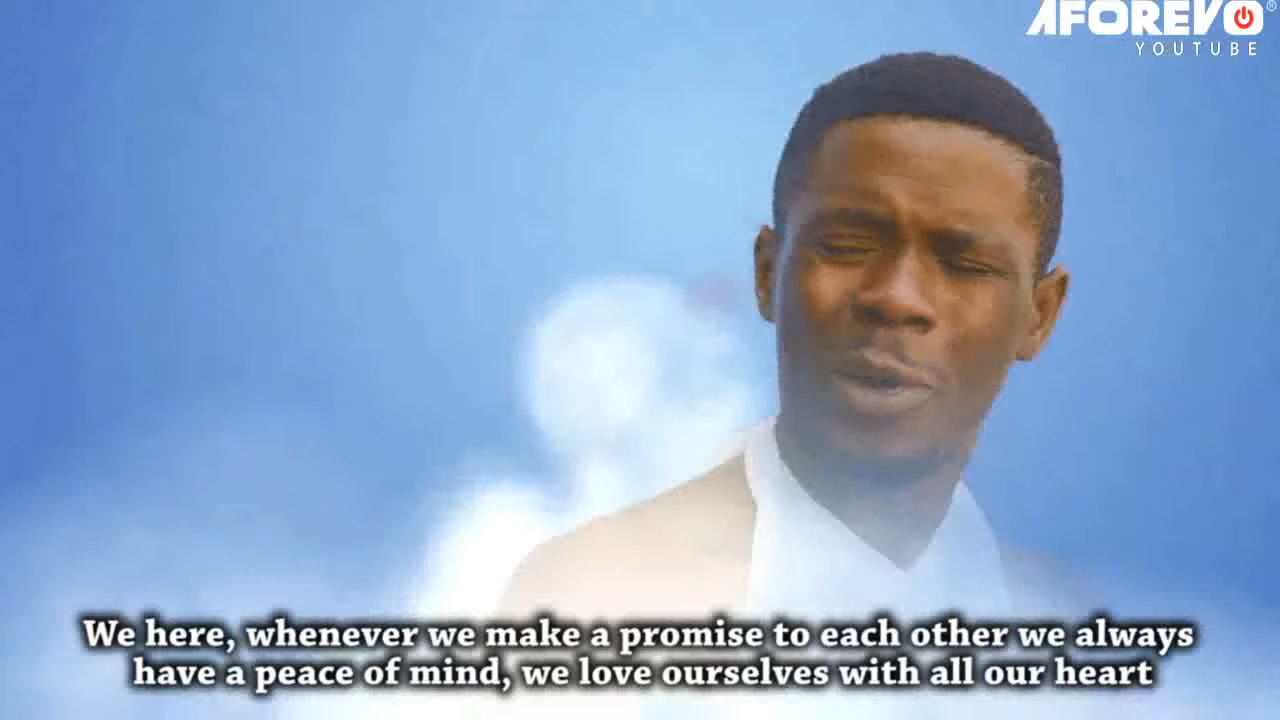 AFOREVO®
YOUTUBE
We here, whenever we make a promise to each other we always
have a peace of mind, we love ourselves with all our heart